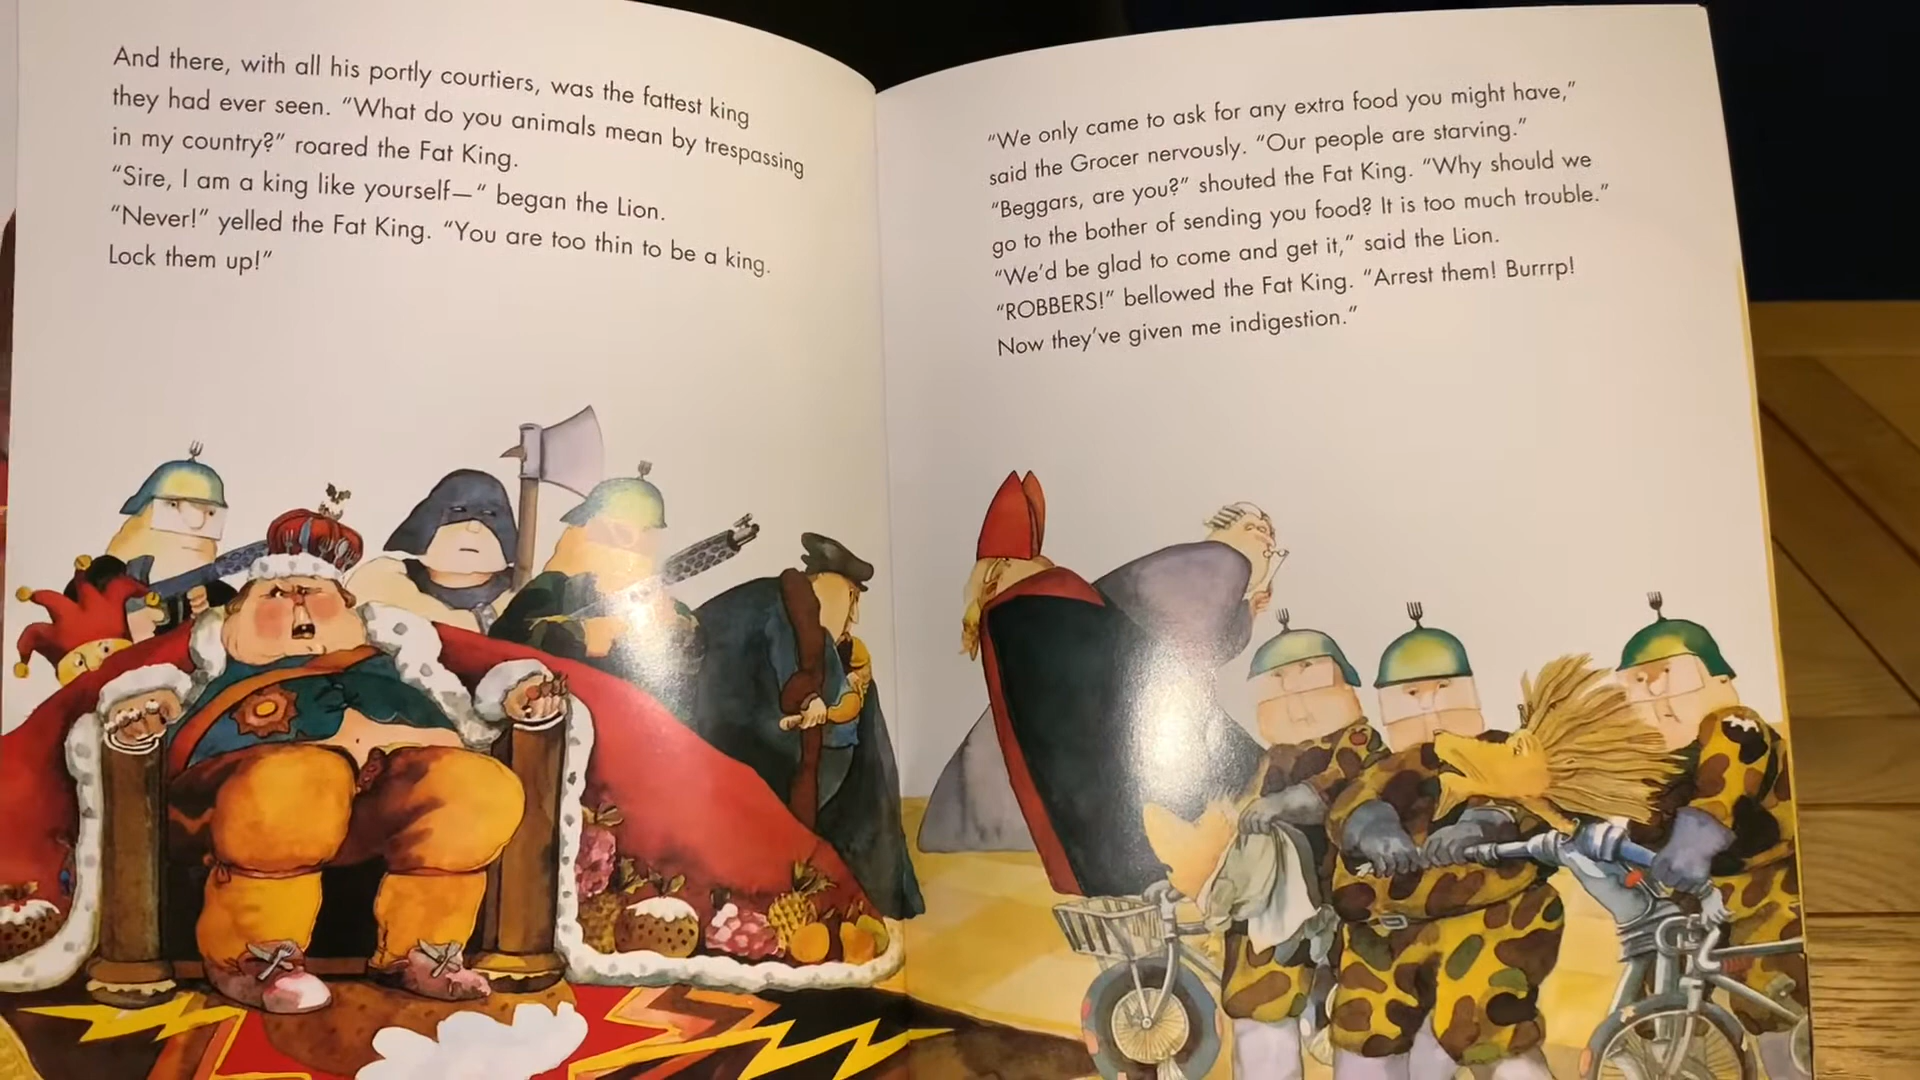 And there, with all his portly courtiers, was the fattest king
they had ever seen. “What do you animals mean by trespassing
in my country?” roared the Fat King.
“Sire, I am a king like yourself—“ began the Lion.
“Never!” yelled the Fat King. “You are too thin to be a king.
Lock them up!”
“We only came to ask for any extra food you might have,”
said the Grocer nervously. “Our people are starving.”
“Beggars, are you?” shouted the Fat King. “Why should we
go to the bother of sending you food? It is too much trouble.”
“We’d be glad to come and get it,” said the Lion.
“ROBBERS!” bellowed the Fat King. “Arrest them! Burrrp!
Now they’ve given me indigestion.”